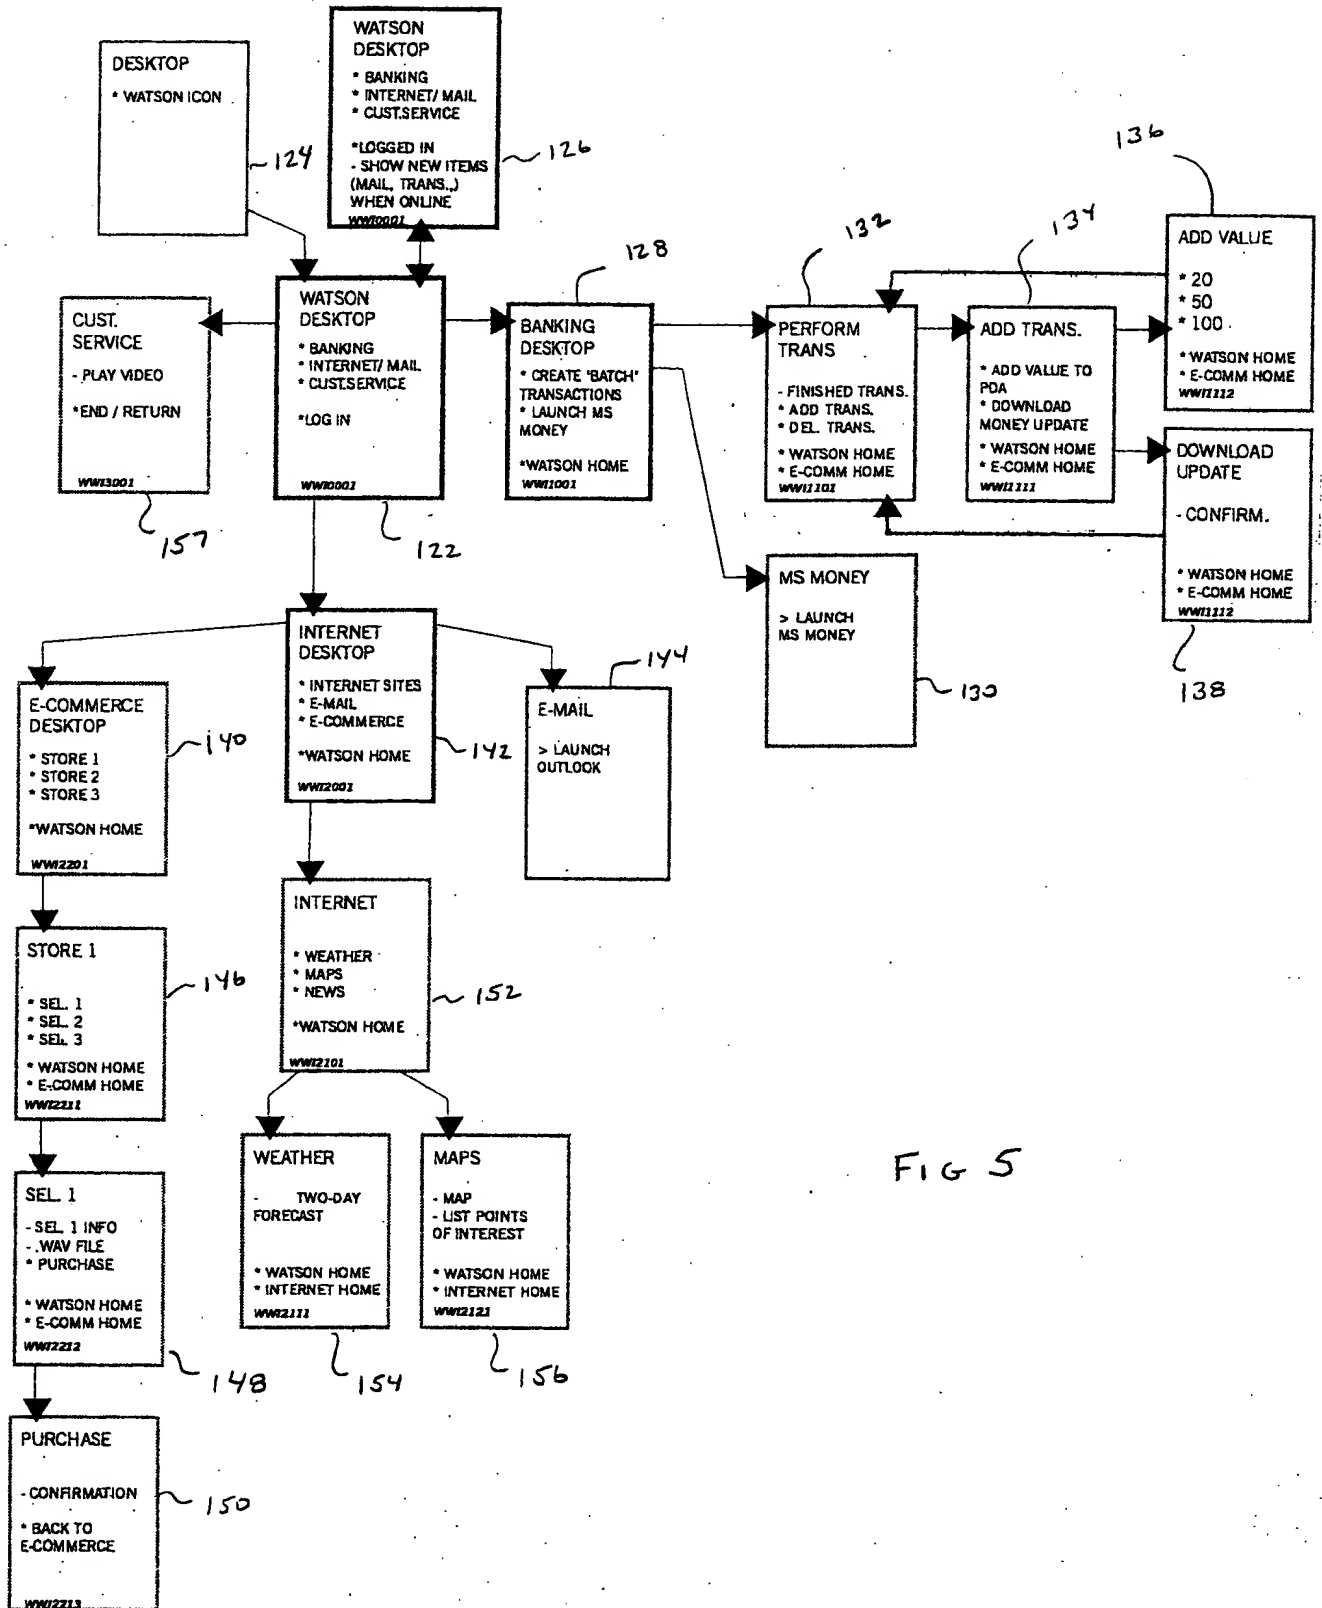 WATSON
DESKTOP
* BANKING
* INTERNET/ MAIL
* CUST.SERVICE
*LOGGED IN
- SHOW NEW ITEMS
(MAIL, TRANS.,)
WHEN ONLINE
WWI0001
126
DESKTOP
* WATSON ICON
124
CUST.
SERVICE
- PLAY VIDEO
*END / RETURN
WWI3001
157
WATSON
DESKTOP
* BANKING
* INTERNET/ MAIL
* CUST.SERVICE
*LOG IN
WWI0001
122
128
BANKING
DESKTOP
* CREATE 'BATCH'
TRANSACTIONS
* LAUNCH MS
MONEY
*WATSON HOME
WWI1001
132
PERFORM
TRANS
- FINISHED TRANS.
* ADD TRANS.
* DEL. TRANS.
* WATSON HOME
* E-COMM HOME
WWI1101
134
ADD TRANS.
* ADD VALUE TO
PDA
* DOWNLOAD
MONEY UPDATE
* WATSON HOME
* E-COMM HOME
WWI1111
136
ADD VALUE
* 20
* 50
* 100
* WATSON HOME
* E-COMM HOME
WWI1112
DOWNLOAD
UPDATE
- CONFIRM.
* WATSON HOME
* E-COMM HOME
WWI1112
138
MS MONEY
> LAUNCH
MS MONEY
130
E-COMMERCE
DESKTOP
* STORE 1
* STORE 2
* STORE 3
*WATSON HOME
WWI2201
140
INTERNET
DESKTOP
* INTERNET SITES
* E-MAIL
* E-COMMERCE
*WATSON HOME
WWI2001
142
144
E-MAIL
> LAUNCH
OUTLOOK
STORE 1
* SEL. 1
* SEL. 2
* SEL. 3
* WATSON HOME
* E-COMM HOME
WWI2211
146
INTERNET
* WEATHER
* MAPS
* NEWS
*WATSON HOME
WWI2101
152
SEL. 1
- SEL. 1 INFO
- .WAV FILE
* PURCHASE
* WATSON HOME
* E-COMM HOME
WWI2212
148
WEATHER
- TWO-DAY
FORECAST
* WATSON HOME
* INTERNET HOME
WWI2111
154
MAPS
- MAP
- LIST POINTS
OF INTEREST
* WATSON HOME
* INTERNET HOME
WWI2121
156
FIG 5
PURCHASE
- CONFIRMATION
* BACK TO
E-COMMERCE
WWI2213
150